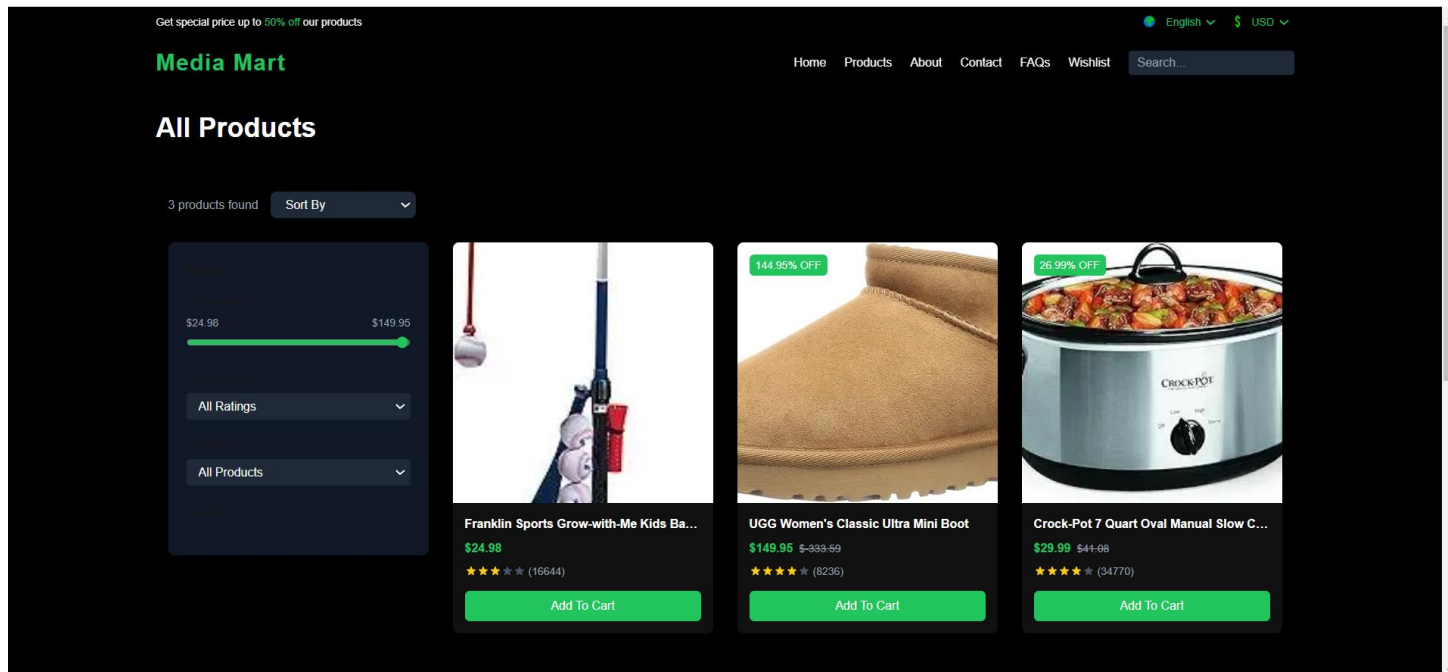 Get special price up to 50% off our products
English
$ USD
Media Mart
Home Products About Contact FAQs Wishlist Search...
All Products
3 products found Sort By
$24.98 $149.95
All Ratings
All Products
144.95% OFF
26.99% OFF
CROCK-POT
Off Low High Warm
Franklin Sports Grow-with-Me Kids Ba...
$24.98
(16644)
Add To Cart
UGG Women's Classic Ultra Mini Boot
$149.95 $-333.59
(8236)
Add To Cart
Crock-Pot 7 Quart Oval Manual Slow C...
$29.99 $41.08
(34770)
Add To Cart